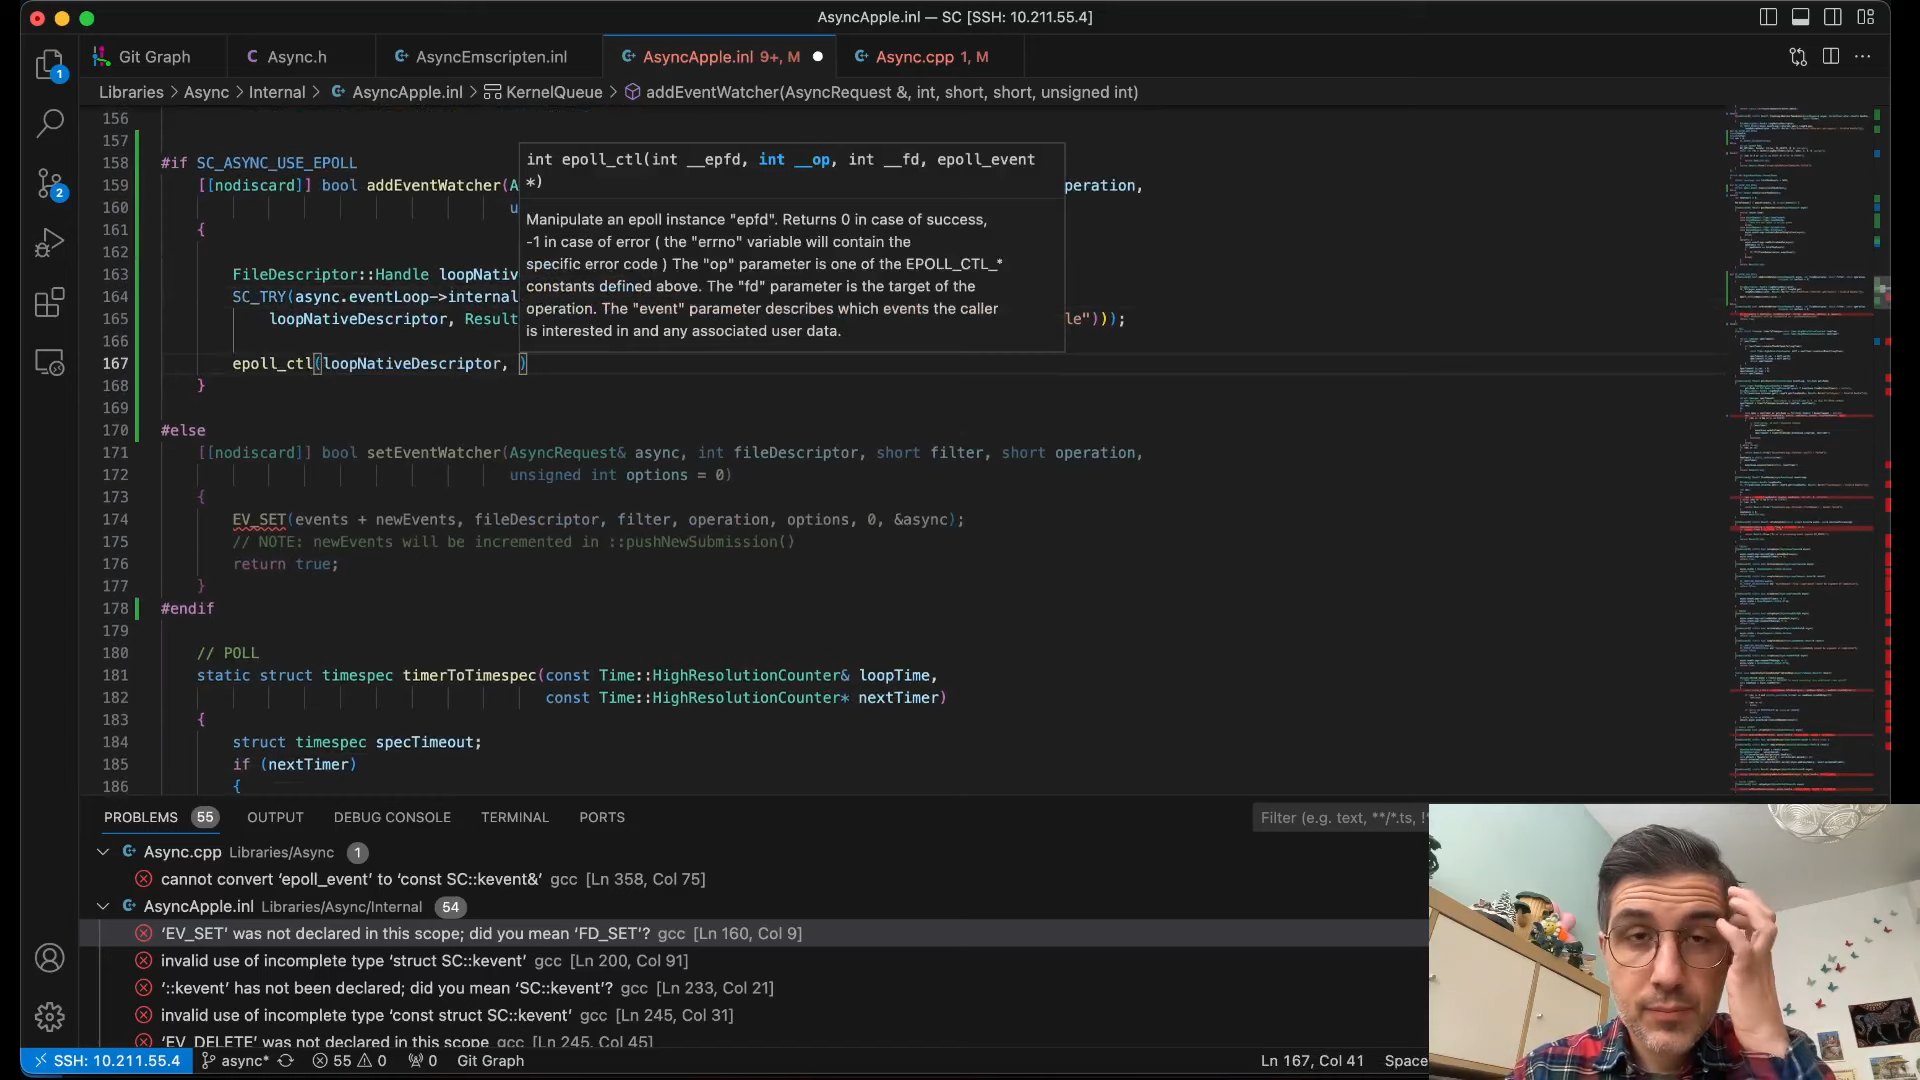 AsyncApple.inl — SC [SSH: 10.211.55.4]
Git Graph
Async.h
AsyncEmscripten.inl
AsyncApple.inl 9+, M
Async.cpp 1, M
Libraries > Async > Internal > AsyncApple.inl > KernelQueue > addEventWatcher(AsyncRequest &, int, short, short, unsigned int)
156
157
158 #if SC_ASYNC_USE_EPOLL
159 [[nodiscard]] bool addEventWatcher(A operation,
160 u
161 {
162
163 FileDescriptor::Handle loopNativ
164 SC_TRY(async.eventLoop->internal
165 loopNativeDescriptor, Result le")));
166
167 epoll_ctl(loopNativeDescriptor, )
168 }
169
170 #else
171 [[nodiscard]] bool setEventWatcher(AsyncRequest& async, int fileDescriptor, short filter, short operation,
172 unsigned int options = 0)
173 {
174 EV_SET(events + newEvents, fileDescriptor, filter, operation, options, 0, &async);
175 // NOTE: newEvents will be incremented in ::pushNewSubmission()
176 return true;
177 }
178 #endif
179
180 // POLL
181 static struct timespec timerToTimespec(const Time::HighResolutionCounter& loopTime,
182 const Time::HighResolutionCounter* nextTimer)
183 {
184 struct timespec specTimeout;
185 if (nextTimer)
186 {
int epoll_ctl(int __epfd, int __op, int __fd, epoll_event
*)
Manipulate an epoll instance "epfd". Returns 0 in case of success,
-1 in case of error ( the "errno" variable will contain the
specific error code ) The "op" parameter is one of the EPOLL_CTL_*
constants defined above. The "fd" parameter is the target of the
operation. The "event" parameter describes which events the caller
is interested in and any associated user data.
1
2
PROBLEMS 55 OUTPUT DEBUG CONSOLE TERMINAL PORTS
Filter (e.g. text, **/*.ts, !
Async.cpp Libraries/Async 1
cannot convert ‘epoll_event’ to ‘const SC::kevent&’ gcc [Ln 358, Col 75]
AsyncApple.inl Libraries/Async/Internal 54
‘EV_SET’ was not declared in this scope; did you mean ‘FD_SET’? gcc [Ln 160, Col 9]
invalid use of incomplete type ‘struct SC::kevent’ gcc [Ln 200, Col 91]
‘::kevent’ has not been declared; did you mean ‘SC::kevent’? gcc [Ln 233, Col 21]
invalid use of incomplete type ‘const struct SC::kevent’ gcc [Ln 245, Col 31]
‘EV_DELETE’ was not declared in this scope gcc [Ln 245, Col 45]
SSH: 10.211.55.4 async* 55 0 0 Git Graph Ln 167, Col 41 Space